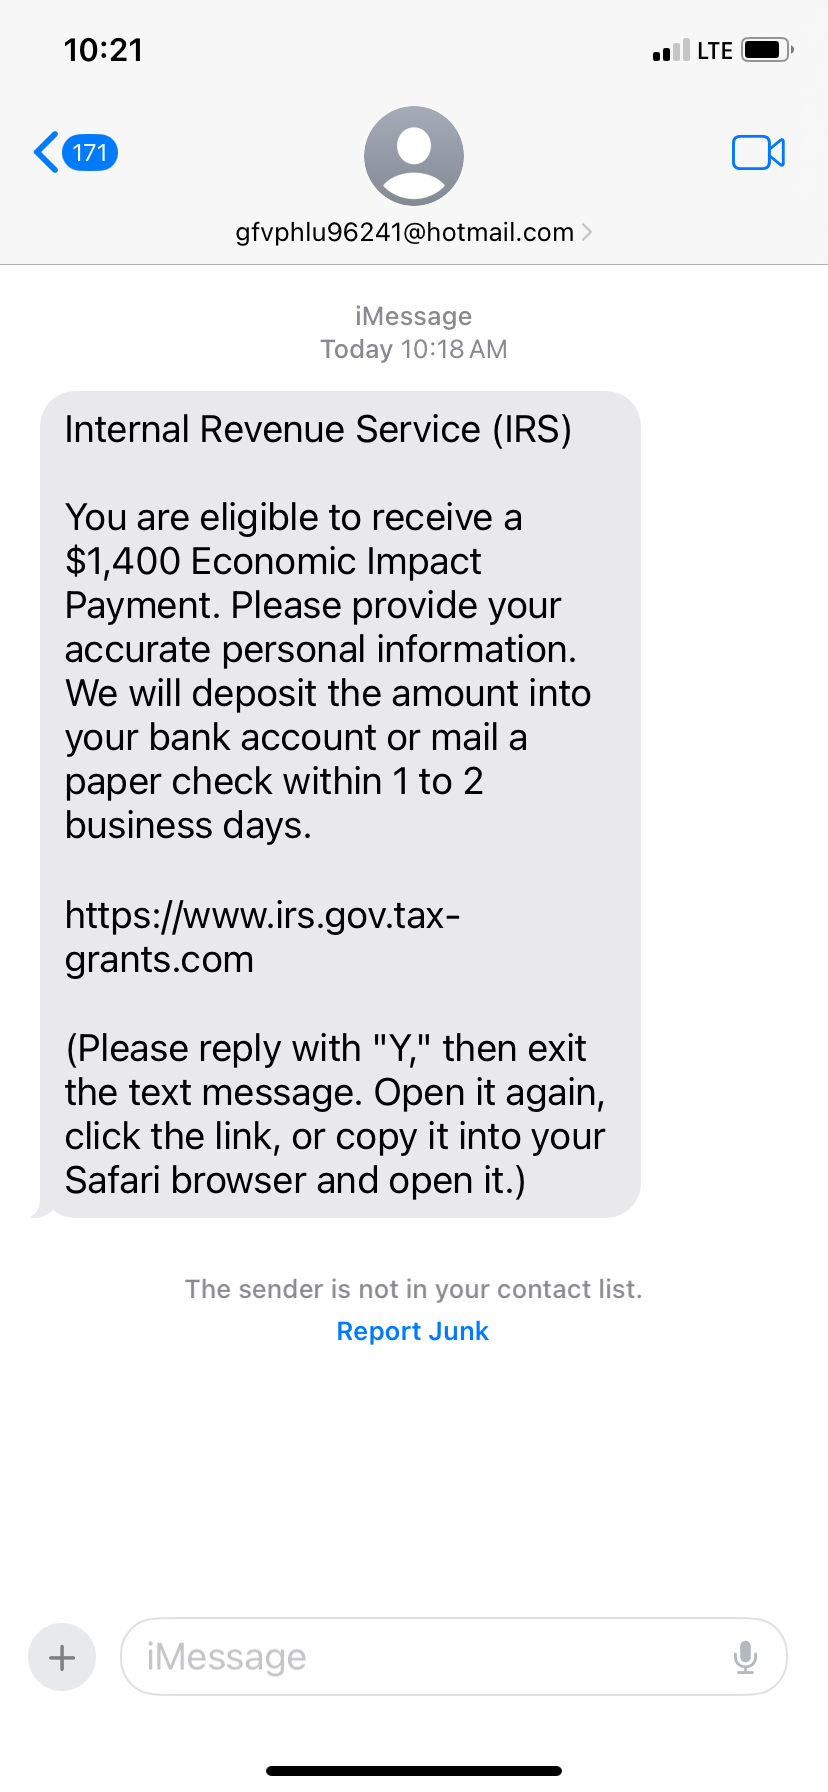 10:21
LTE
171
gfvphlu96241@hotmail.com
iMessage
Today 10:18 AM
Internal Revenue Service (IRS)
You are eligible to receive a
$1,400 Economic Impact
Payment. Please provide your
accurate personal information.
We will deposit the amount into
your bank account or mail a
paper check within 1 to 2
business days.
https://www.irs.gov.tax-
grants.com
(Please reply with "Y," then exit
the text message. Open it again,
click the link, or copy it into your
Safari browser and open it.)
The sender is not in your contact list.
Report Junk
iMessage